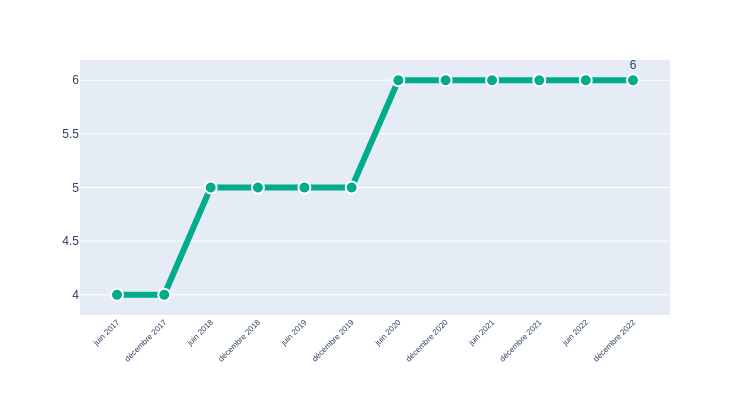 6
6
5.5
5
4.5
4
juin 2017
décembre 2017
juin 2018
décembre 2018
juin 2019
décembre 2019
juin 2020
décembre 2020
juin 2021
décembre 2021
juin 2022
décembre 2022